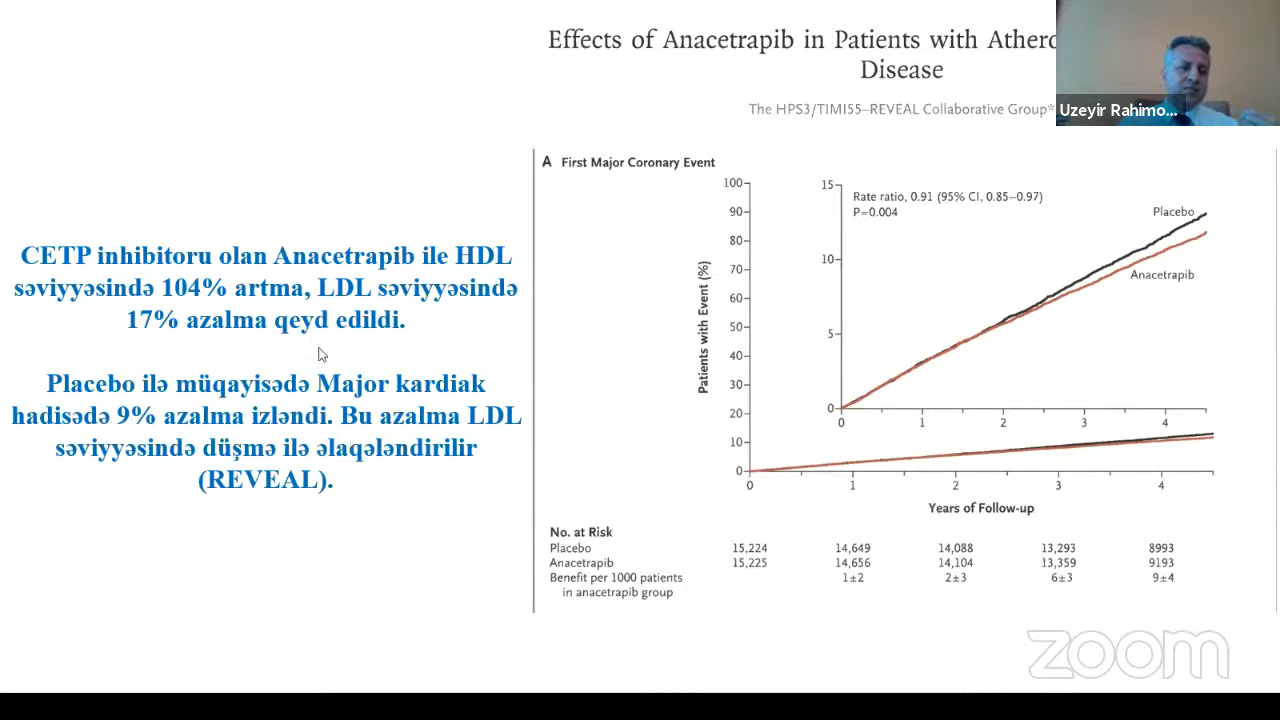 Effects of Anacetrapib in Patients with
Disease
The HPS3/TIMI55–REVEAL Collaborative Group*
Uzeyir Rahimo...
CETP inhibitoru olan Anacetrapib ile HDL
səviyyəsində 104% artma, LDL səviyyəsində
17% azalma qeyd edildi.
Placebo ilə müqayisədə Major kardiak
hadisədə 9% azalma izləndi. Bu azalma LDL
səviyyəsində düşmə ilə əlaqələndirilir
(REVEAL).
A First Major Coronary Event
Patients with Event (%)
100
90
80
70
60
50
40
30
20
10
0
15
10
5
0
Rate ratio, 0.91 (95% CI, 0.85–0.97)
P=0.004
Placebo
Anacetrapib
0 1 2 3 4
0 1 2 3 4
Years of Follow-up
No. at Risk
Placebo 15,224 14,649 14,088 13,293 8993
Anacetrapib 15,225 14,656 14,104 13,359 9193
Benefit per 1000 patients 1±2 2±3 6±3 9±4
in anacetrapib group
zoom